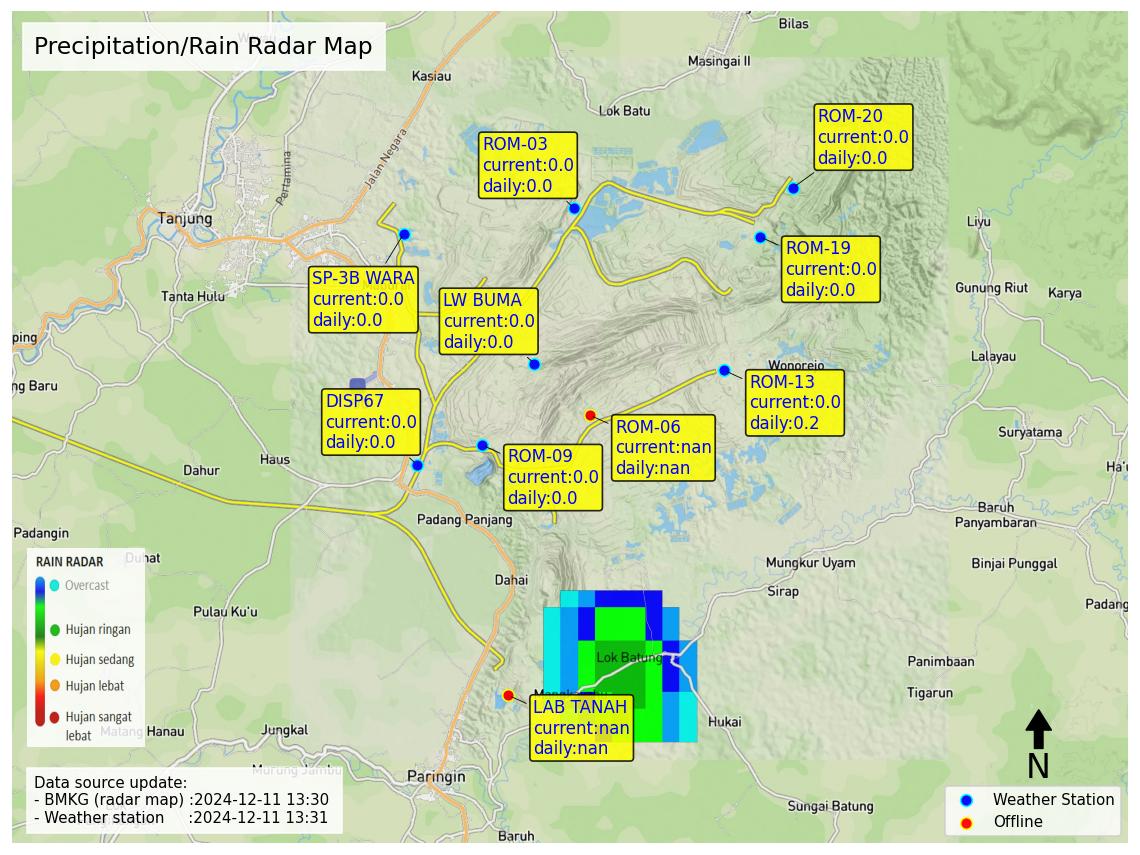 Precipitation/Rain Radar Map
Bilas
Masingai II
Kasiau
Lok Batu
Jalan Negara
Pertamina
Tanjung
Tanta Hulu
ROM-03
current:0.0
daily:0.0
ROM-20
current:0.0
daily:0.0
ROM-19
current:0.0
daily:0.0
SP-3B WARA
current:0.0
daily:0.0
LW BUMA
current:0.0
daily:0.0
Liyu
Gunung Riut
Karya
Lalayau
ping
ng Baru
Wonorejo
ROM-13
current:0.0
daily:0.2
DISP67
current:0.0
daily:0.0
ROM-06
current:nan
daily:nan
ROM-09
current:0.0
daily:0.0
Suryatama
Ha'u
Haus
Dahur
Padang Panjang
Baruh
Panyambaran
Padangin
Duhat
Dahai
Mungkur Uyam
Binjai Punggal
Sirap
Padang
Pulau Ku'u
RAIN RADAR
Overcast
Hujan ringan
Hujan sedang
Hujan lebat
Hujan sangat
lebat
Lok Batung
Panimbaan
Tigarun
LAB TANAH
current:nan
daily:nan
Hukai
Matang Hanau
Jungkal
Murung Jambu
Paringin
Sungai Batung
Baruh
Data source update:
- BMKG (radar map) :2024-12-11 13:30
- Weather station :2024-12-11 13:31
N
Weather Station
Offline